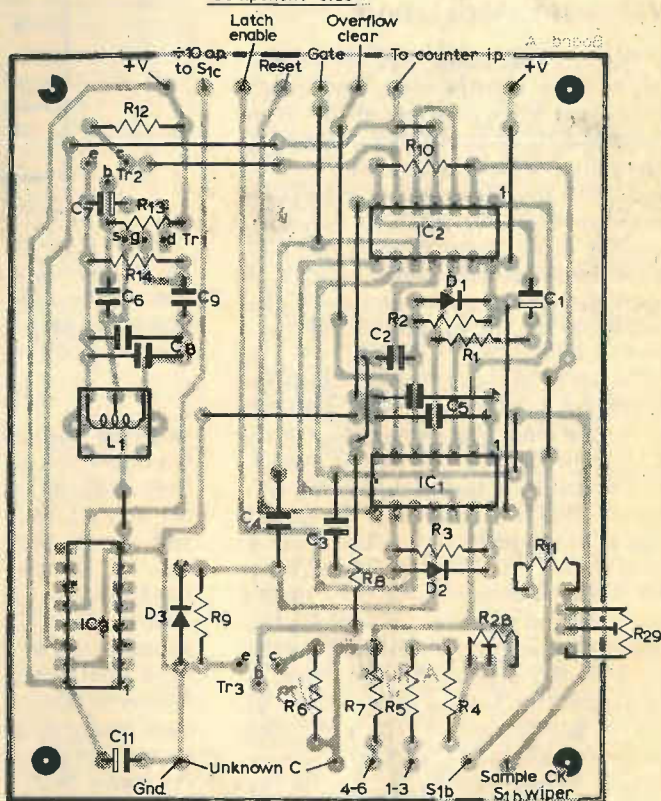 Latch enable
Overflow clear
+V
÷10 o.p. to S1c
Reset
Gate
To counter i.p.
+V
R12
R10
e
b
Tr2
1
C7
R13
s
g
d
Tr
IC2
R14
C6
C9
D1
C1
R2
C2
R1
C8
C5
L1
1
IC1
C4
C3
R3
R11
R8
D2
IC3
D3
R9
R28
R29
e
c
b
Tr3
R6
R7
R5
R4
1
C11
Gnd
Unknown C
4-6
1-3
S1b
Sample CK S1b wiper